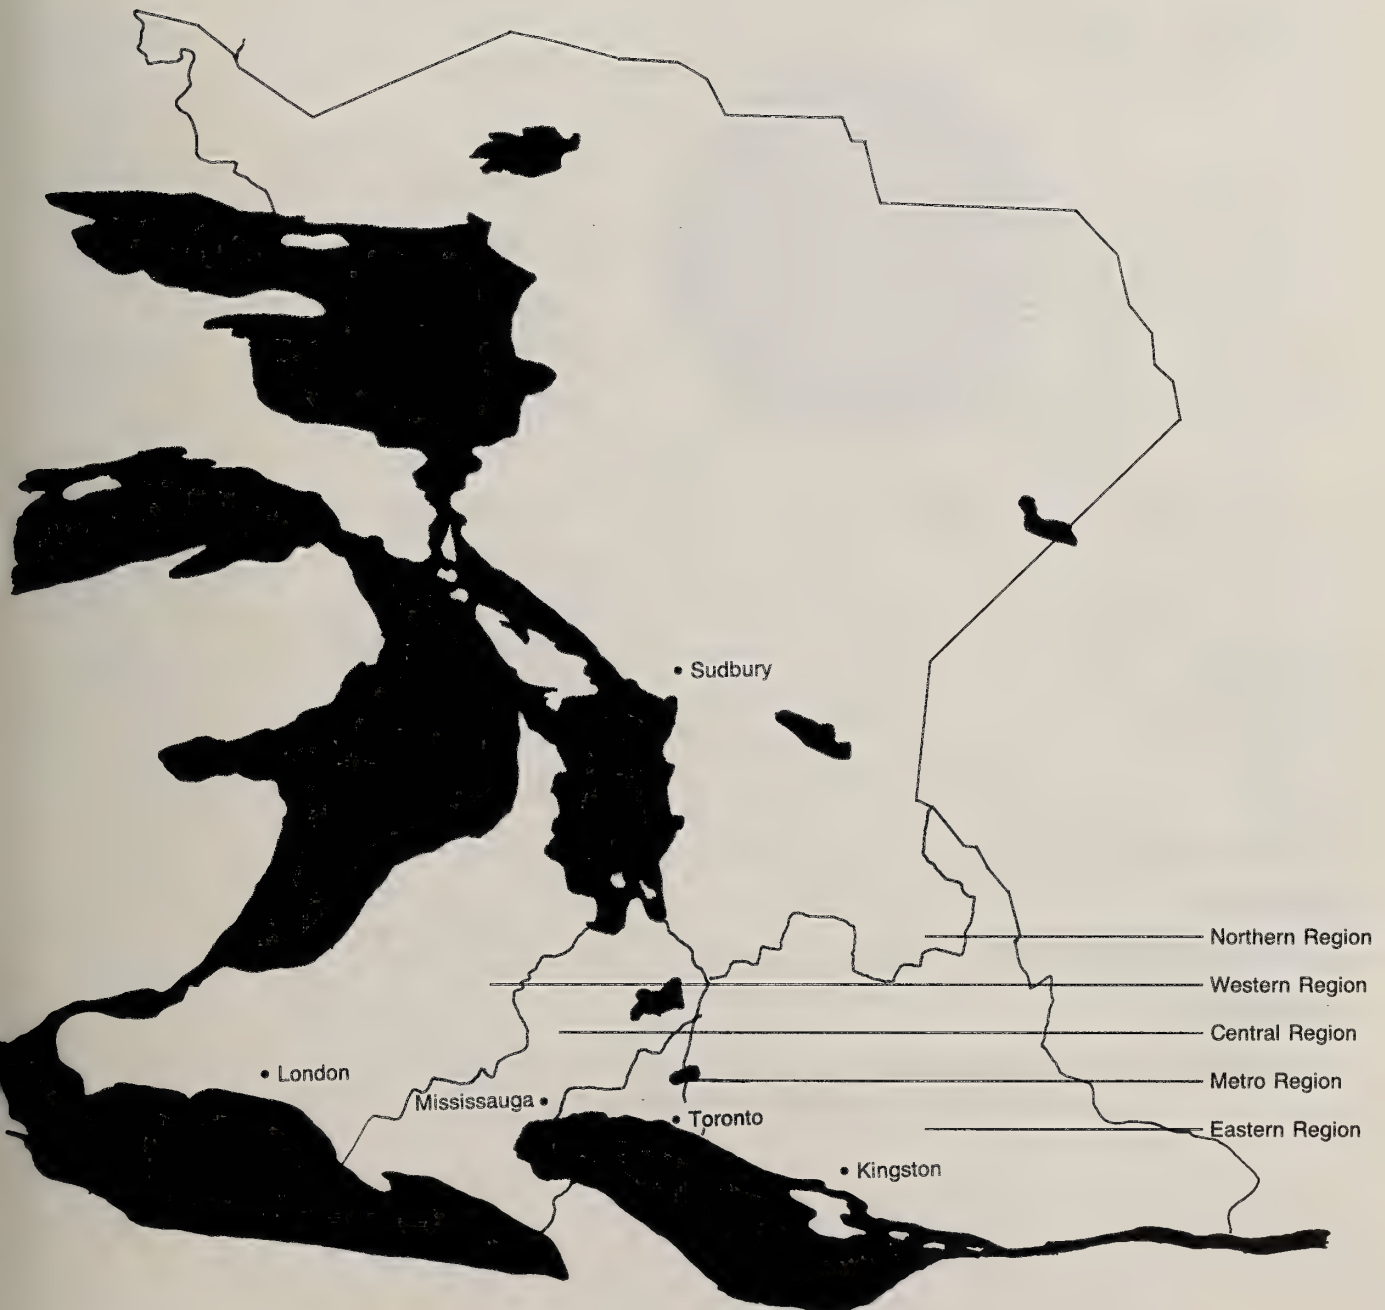 Sudbury
Northern Region
Western Region
Central Region
London
Metro Region
Mississauga
Toronto
Eastern Region
Kingston